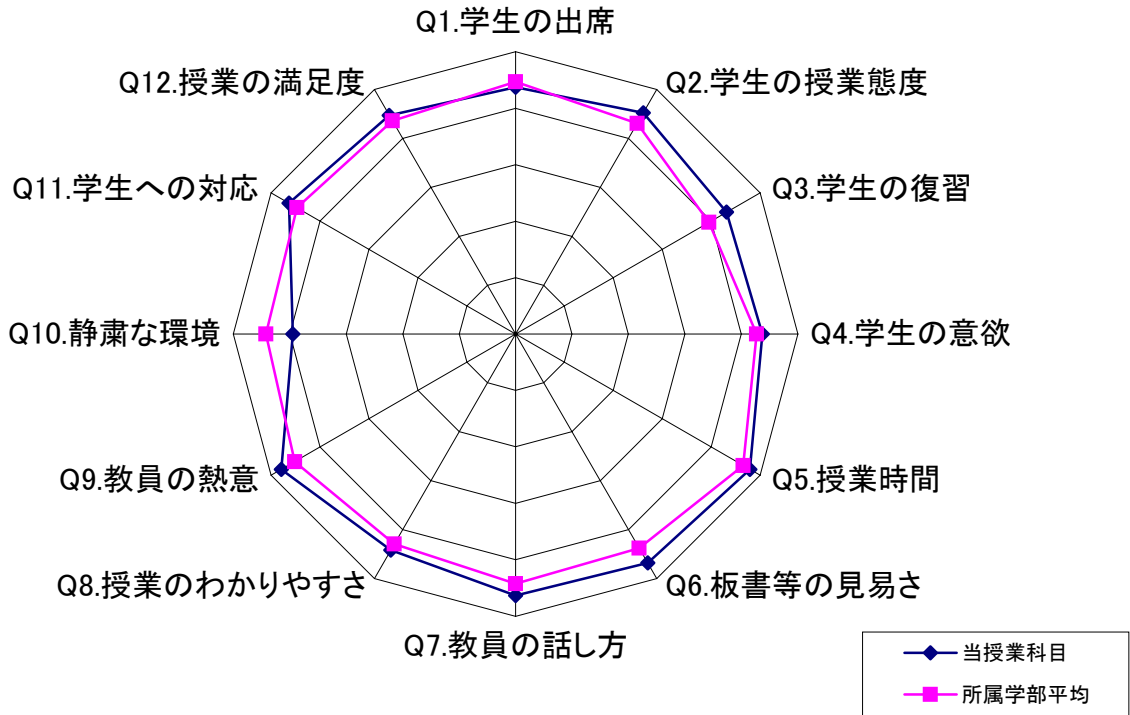 Q1.学生の出席
Q2.学生の授業態度
Q3.学生の復習
Q4.学生の意欲
Q5.授業時間
Q6.板書等の見易さ
Q7.教員の話し方
Q8.授業のわかりやすさ
Q9.教員の熱意
Q10.静粛な環境
Q11.学生への対応
Q12.授業の満足度
当授業科目
所属学部平均